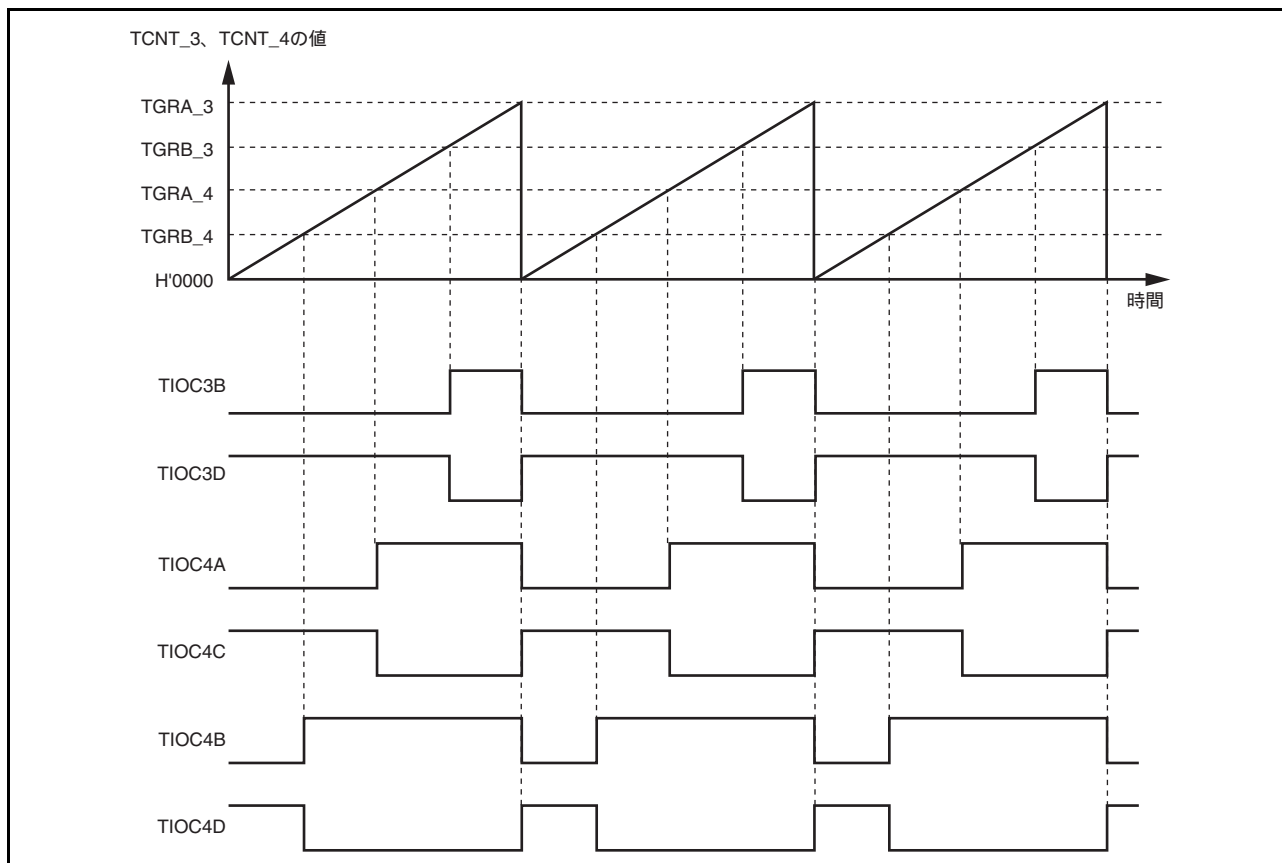 TCNT_3、TCNT_4の値
TGRA_3
TGRB_3
TGRA_4
TGRB_4
H'0000
時間
TIOC3B
TIOC3D
TIOC4A
TIOC4C
TIOC4B
TIOC4D